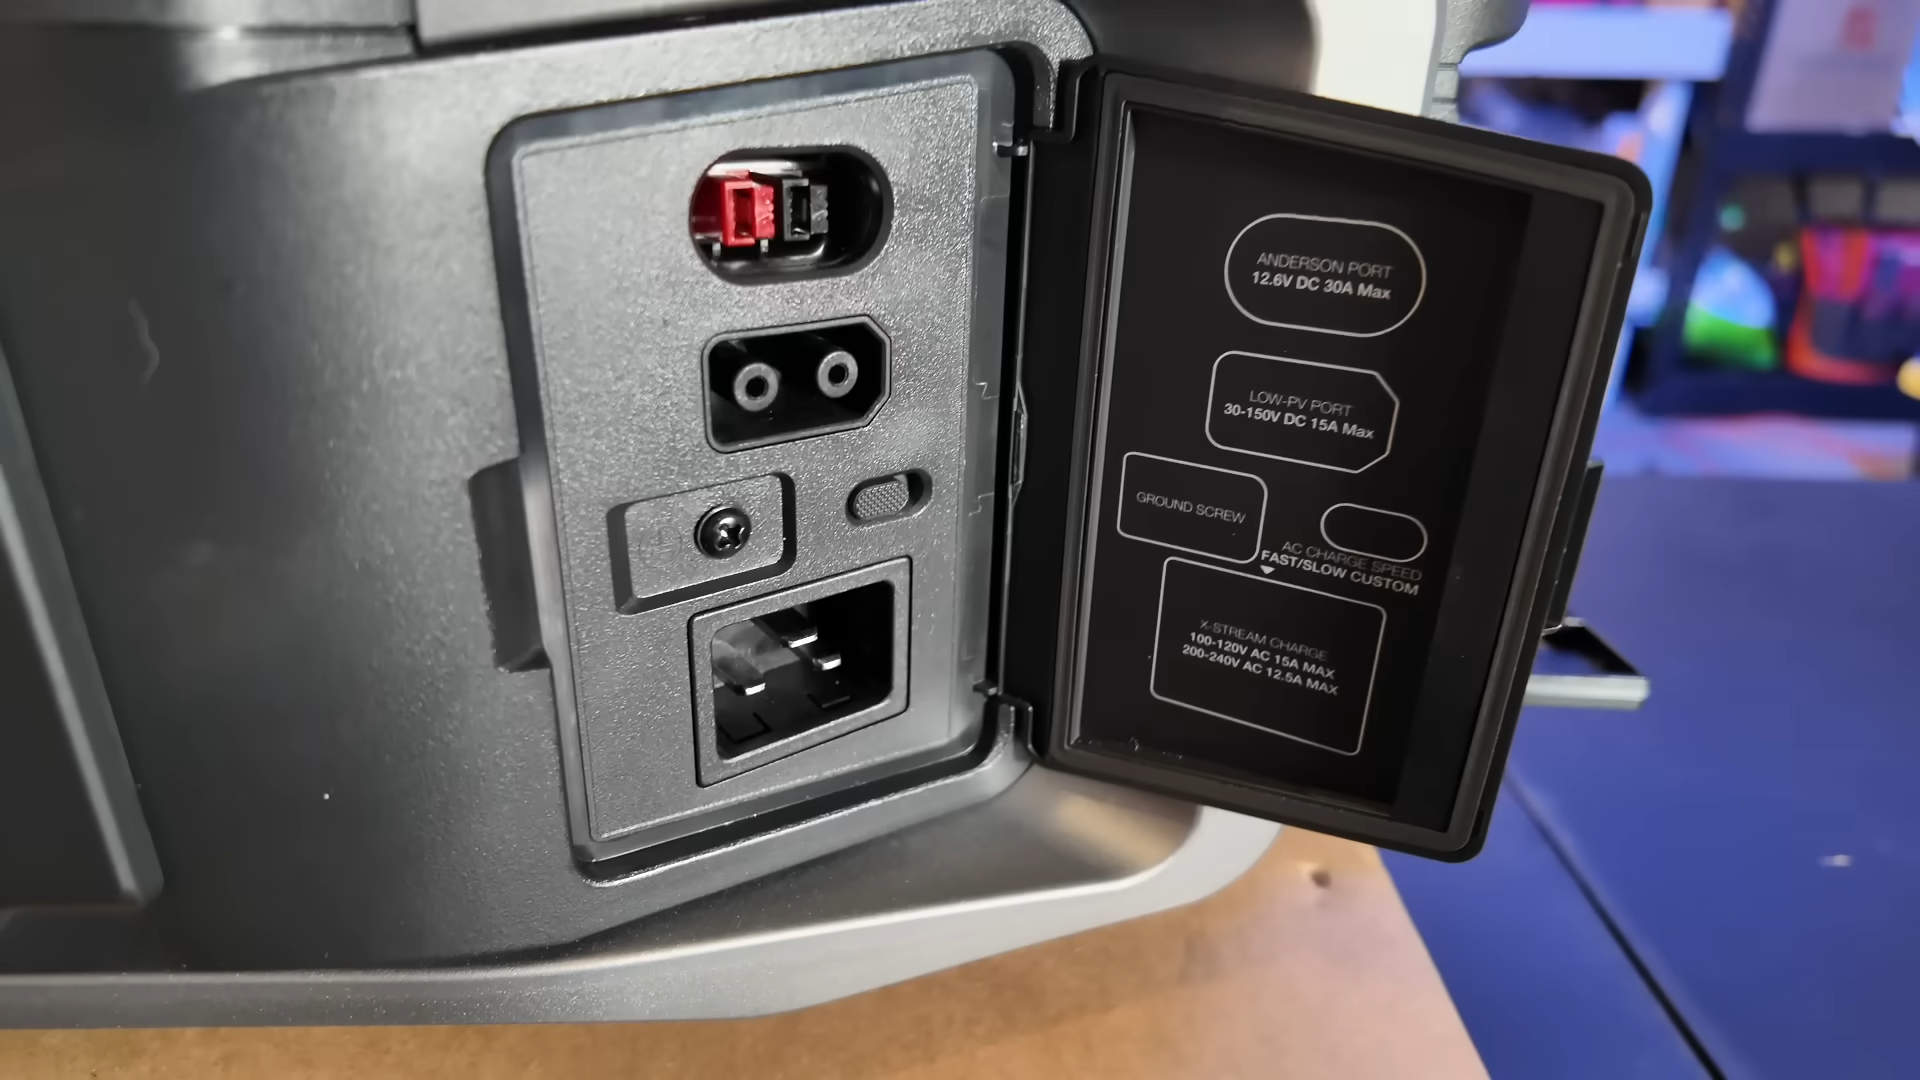 ANDERSON PORT
12.6V DC 30A Max
LOW-PV PORT
30-150V DC 15A Max
GROUND SCREW
AC CHARGE SPEED
FAST/SLOW CUSTOM
X-STREAM CHARGE
100-120V AC 15A MAX
200-240V AC 12.5A MAX